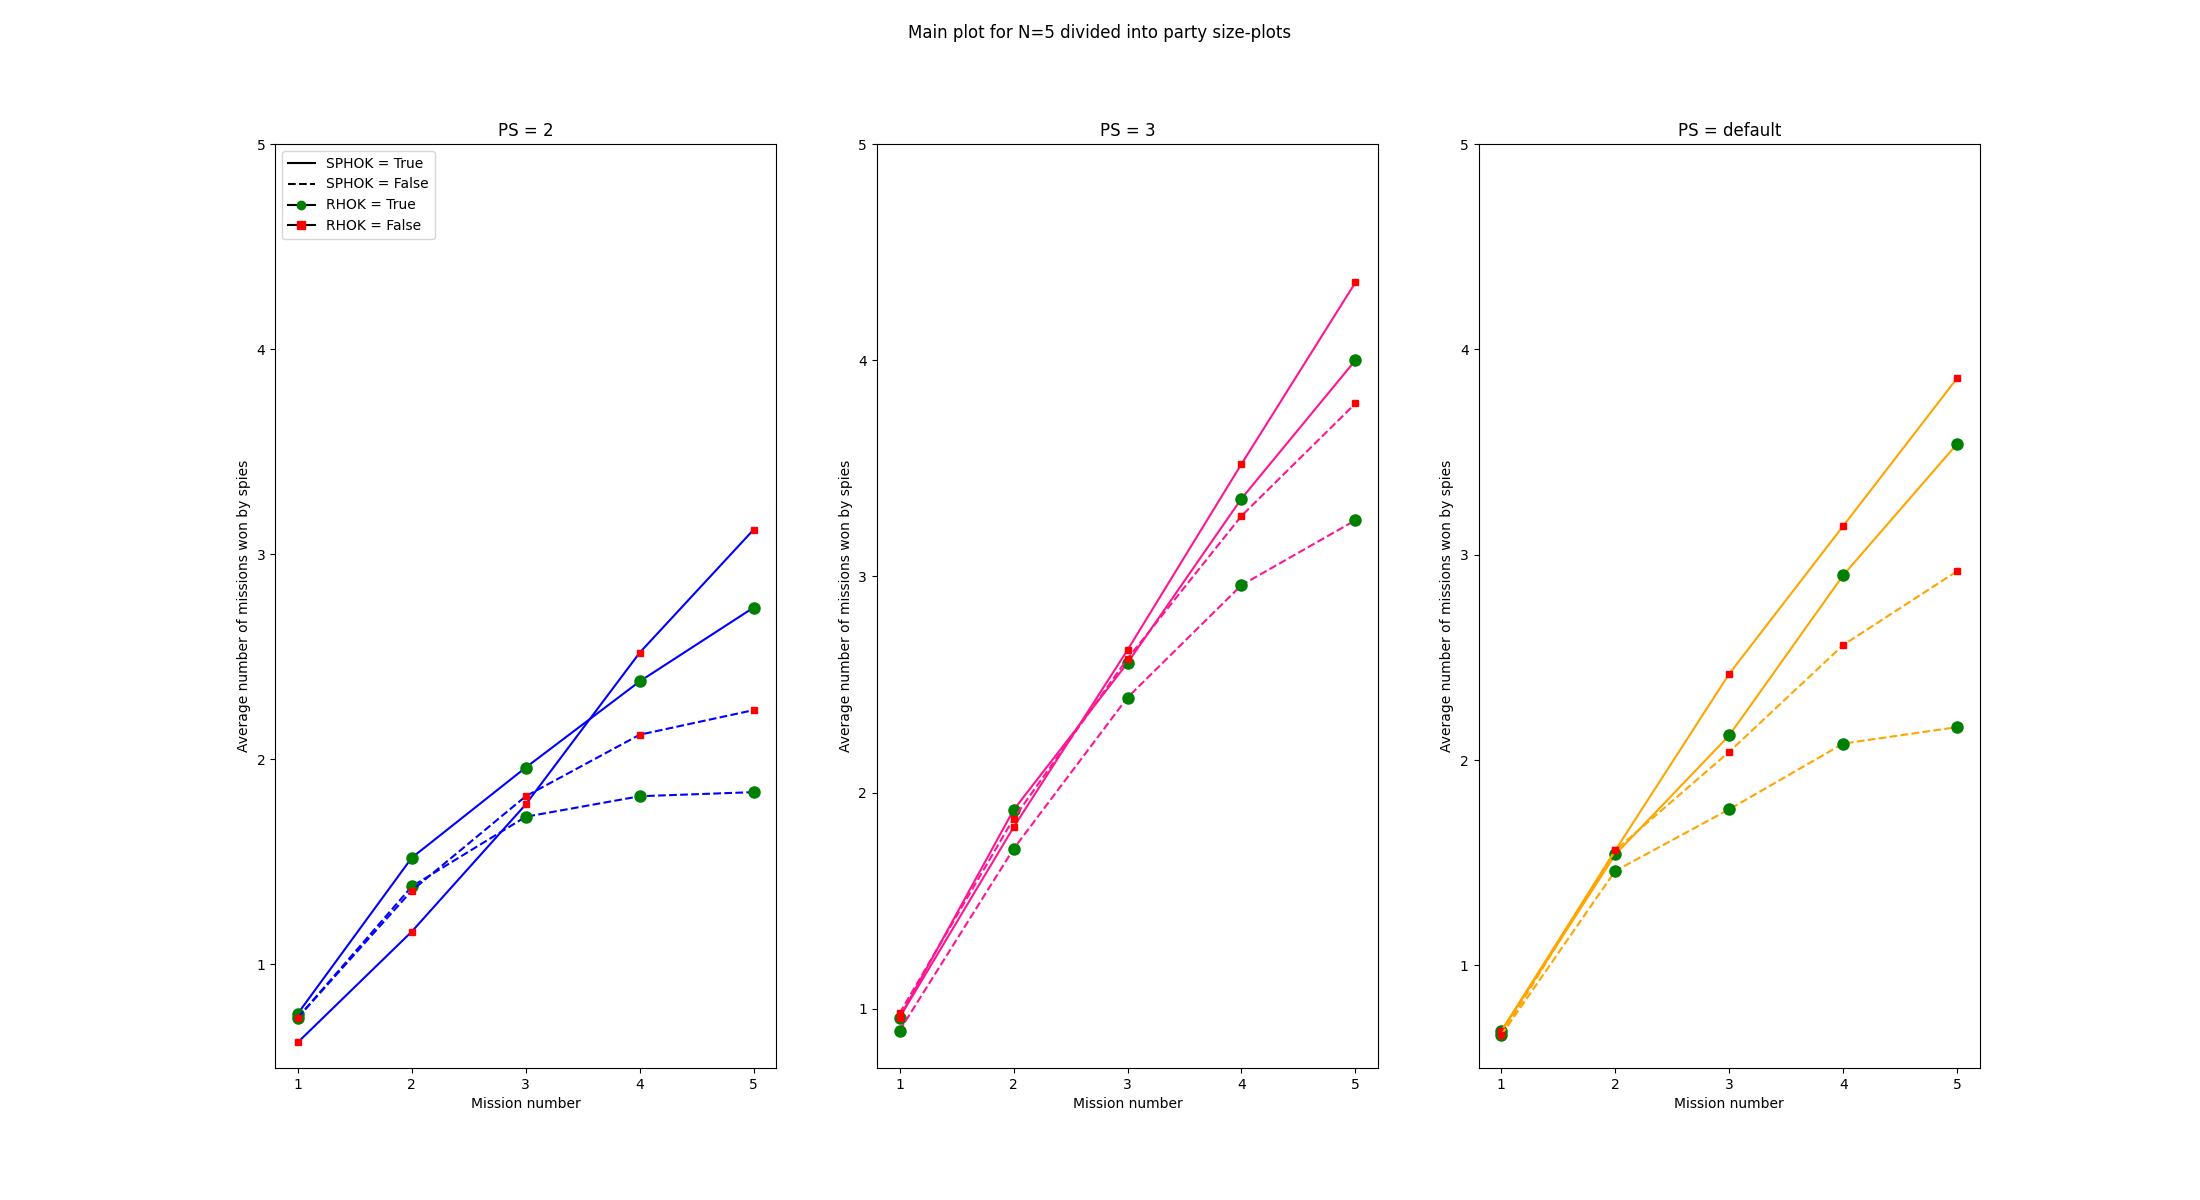 Main plot for N=5 divided into party size-plots
PS = 2
SPHOK = True
SPHOK = False
RHOK = True
RHOK = False
5
4
3
2
1
Average number of missions won by spies
1 2 3 4 5
Mission number
PS = 3
5
4
3
2
1
Average number of missions won by spies
1 2 3 4 5
Mission number
PS = default
5
4
3
2
1
Average number of missions won by spies
1 2 3 4 5
Mission number